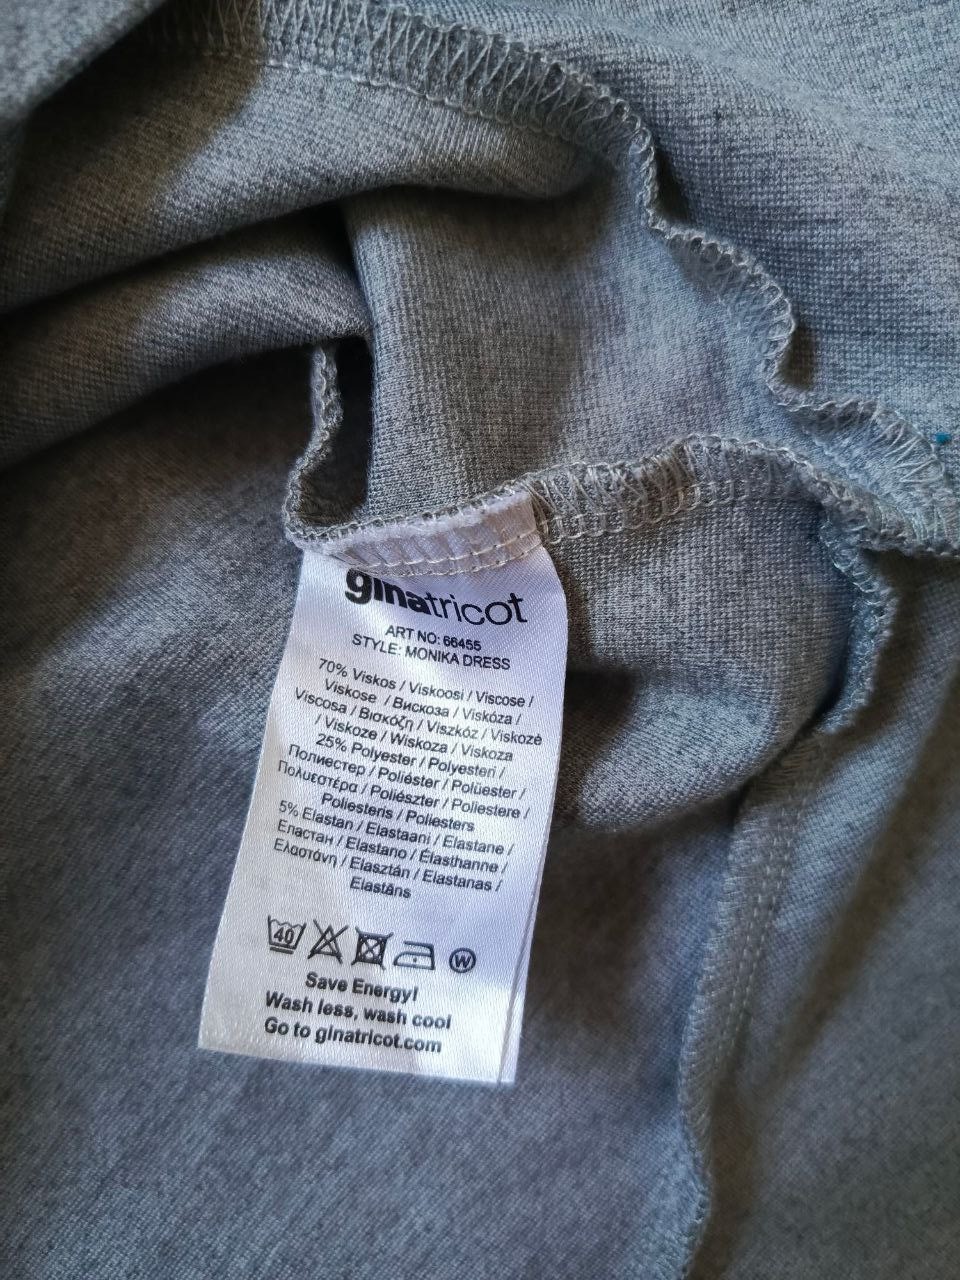 ginatricot
ART NO: 66455
STYLE: MONIKA DRESS
70% Viskos / Viskoosi / Viscose /
Viskose / Вискоза / Viskóza /
Viscosa / Βισκόζη / Viszkóz / Viskozė
/ Viskoze / Wiskoza / Viskoza
25% Polyester / Polyesteri /
Полиестер / Poliéster / Polüester /
Πολυεστέρα / Poliészter / Poliestere /
Poliesteris / Poliesters
5% Elastan / Elastaani / Elastane /
Еластан / Elastano / Élasthanne /
Ελαστάνη / Elasztán / Elastanas /
Elastāns
40 W
Save Energy!
Wash less, wash cool
Go to ginatricot.com